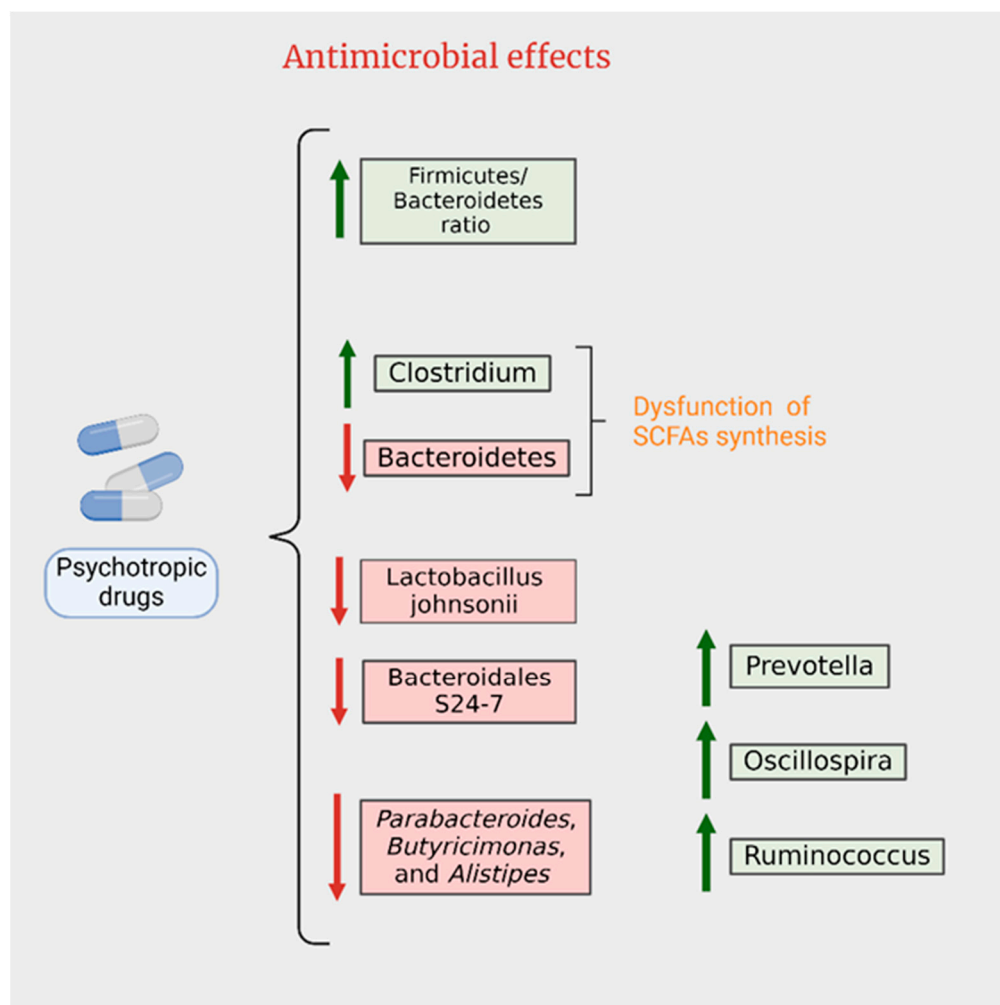 Antimicrobial effects
Firmicutes/
Bacteroidetes
ratio
Clostridium
Bacteroidetes
Dysfunction of
SCFAs synthesis
Psychotropic
drugs
Lactobacillus
johnsonii
Bacteroidales
S24-7
Parabacteroides,
Butyricimonas,
and Alistipes
Prevotella
Oscillospira
Ruminococcus